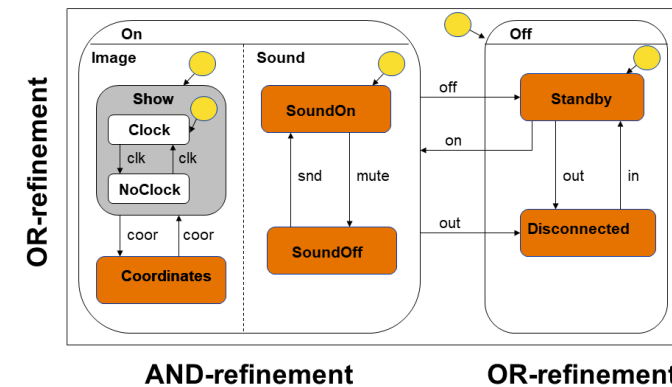 On
Off
Image
Sound
Show
Clock
clk
clk
NoClock
coor
coor
Coordinates
SoundOn
snd
mute
SoundOff
off
on
out
Standby
out
in
Disconnected
OR-refinement
AND-refinement
OR-refinement